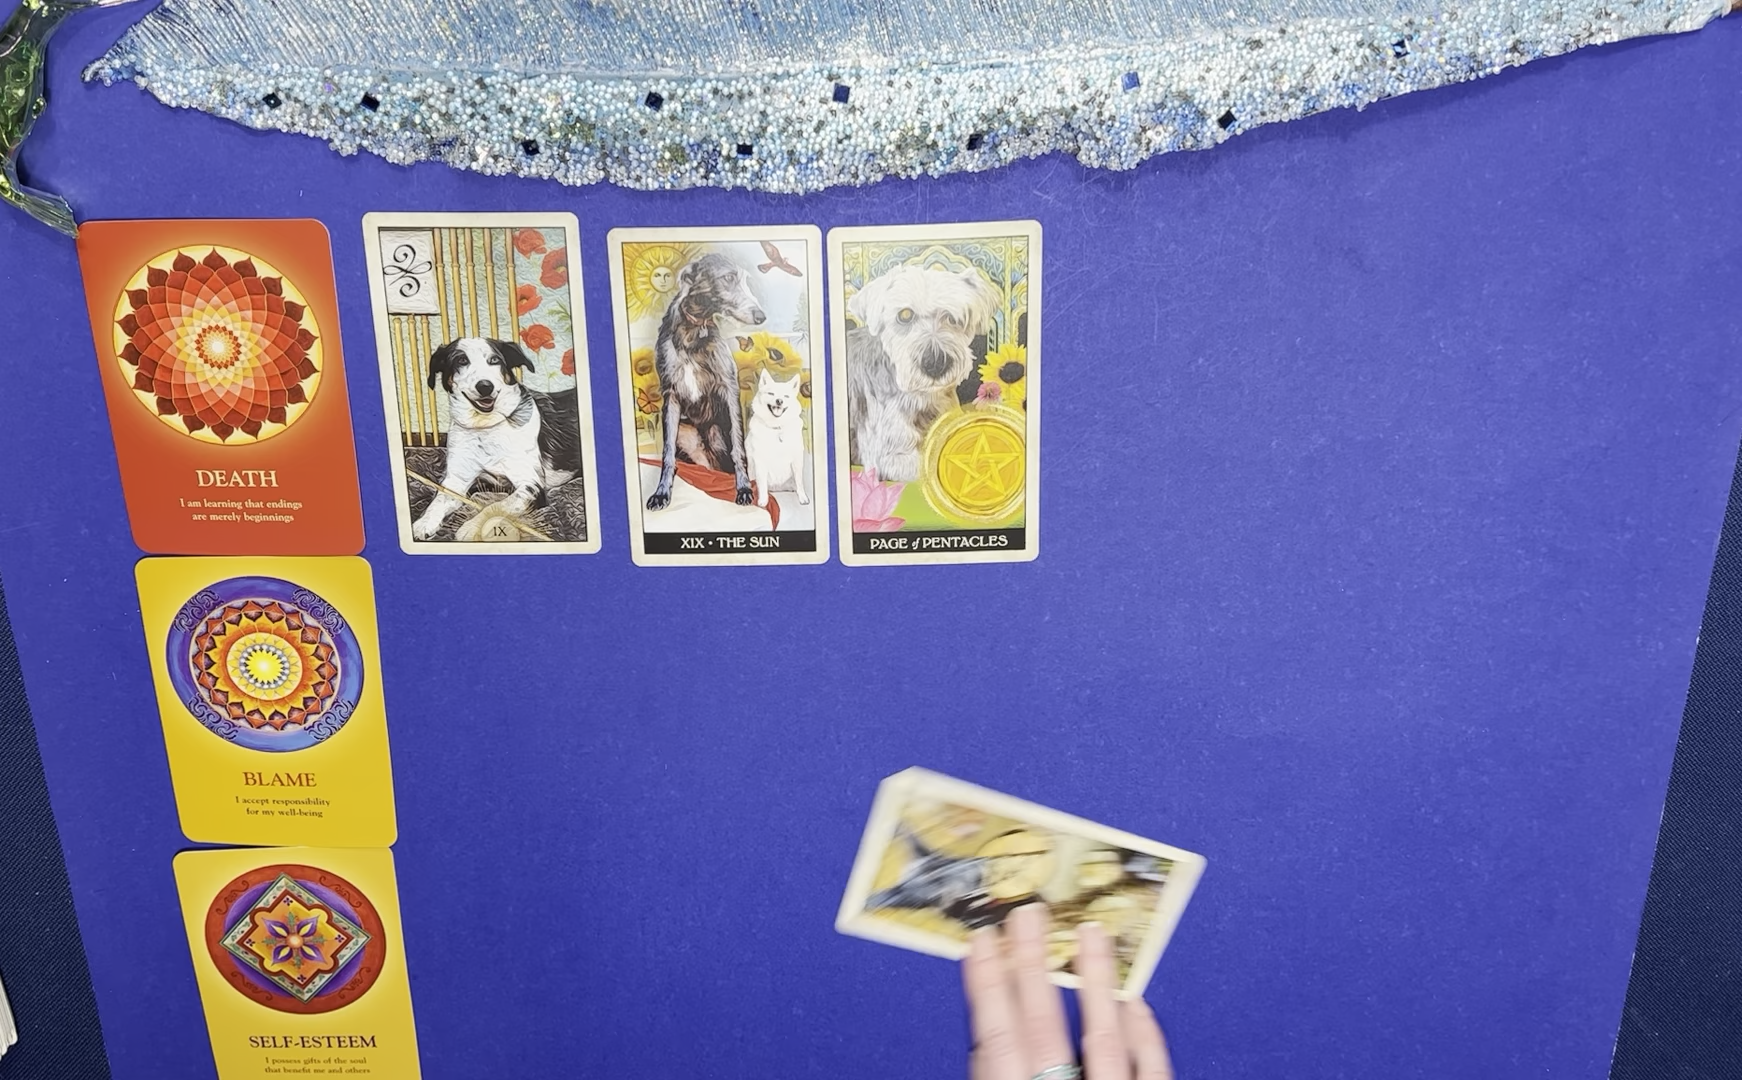 DEATH
I am learning that endings
are merely beginnings
IX
XIX • THE SUN
PAGE of PENTACLES
BLAME
I accept responsibility
for my well-being
SELF-ESTEEM
I possess gifts of the soul
that benefit me and others